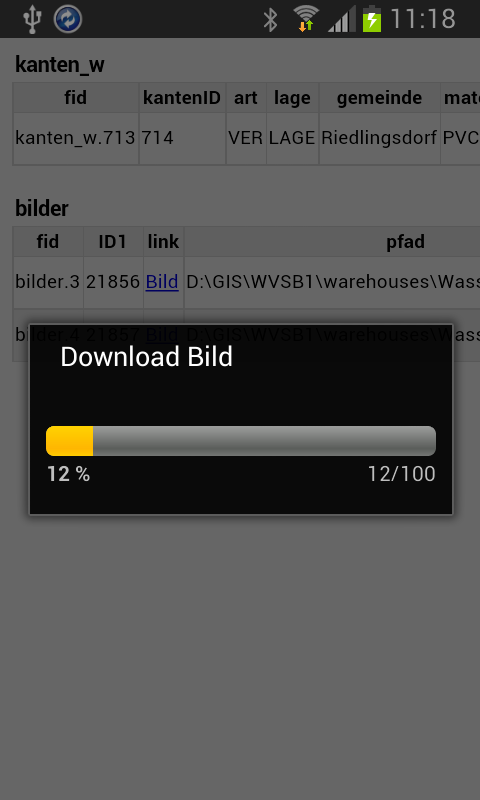 11:18
kanten_w
fid kantenID art lage gemeinde mat
kanten_w.713 714 VER LAGE Riedlingsdorf PVC
bilder
fid ID1 link pfad
bilder.3 21856 Bild D:\GIS\WVSB1\warehouses\Wass
bilder.4 21857 Bild D:\GIS\WVSB1\warehouses\Wass
Download Bild
12 % 12/100